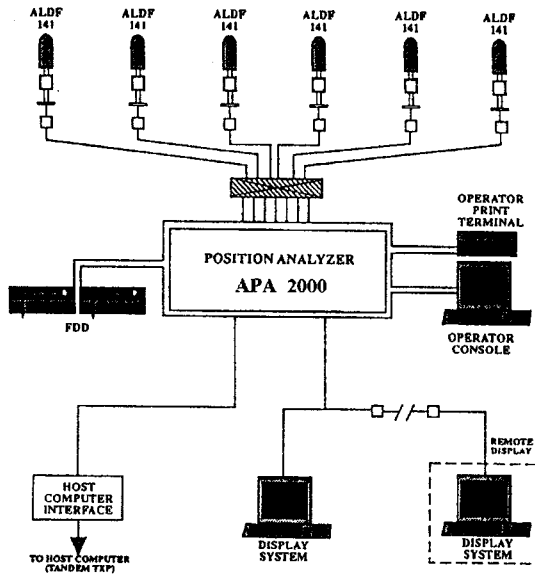 ALDF ALDF ALDF ALDF ALDF ALDF
141 141 141 141 141 141
OPERATOR
PRINT
TERMINAL
POSITION ANALYZER
APA 2000
FDD
OPERATOR
CONSOLE
REMOTE
DISPLAY
HOST
COMPUTER
INTERFACE
DISPLAY
SYSTEM
DISPLAY
SYSTEM
TO HOST COMPUTER
(TANDEM TXP)